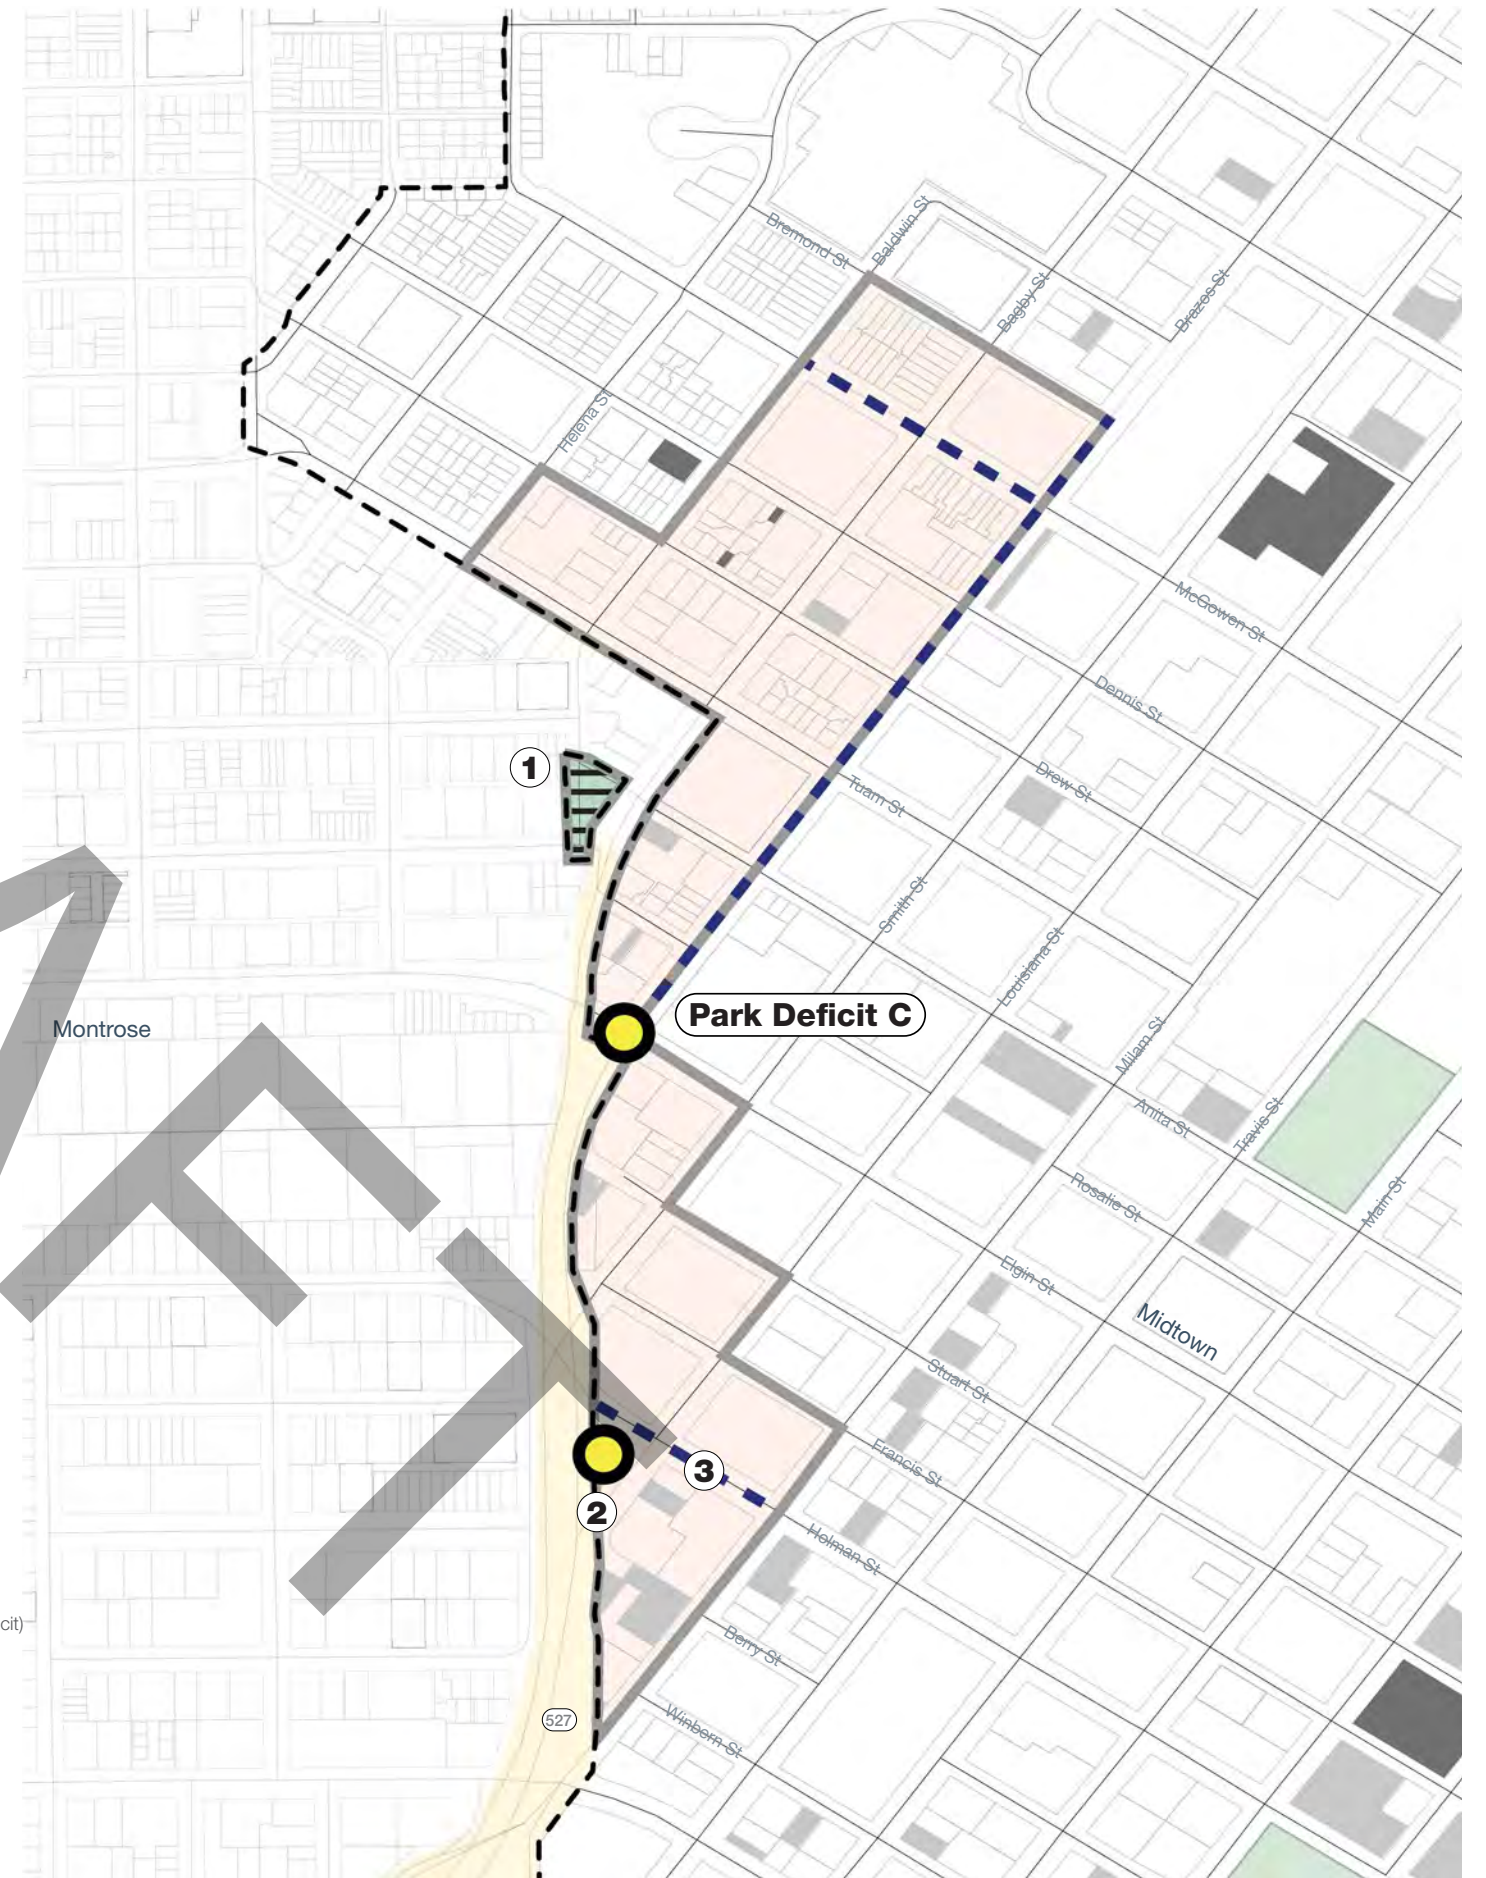 Bremond St
Baldwin St
Bagby St
Brazos St
Helena St
McGowen St
Dennis St
Drew St
Tuam St
1
Smith St
Louisiana St
Park Deficit C
Montrose
Milam St
Anita St
Travis St
Rosalie St
Main St
Elgin St
Midtown
Stuart St
Francis St
3
2
Holman St
cit)
Berry St
527
Winbern St